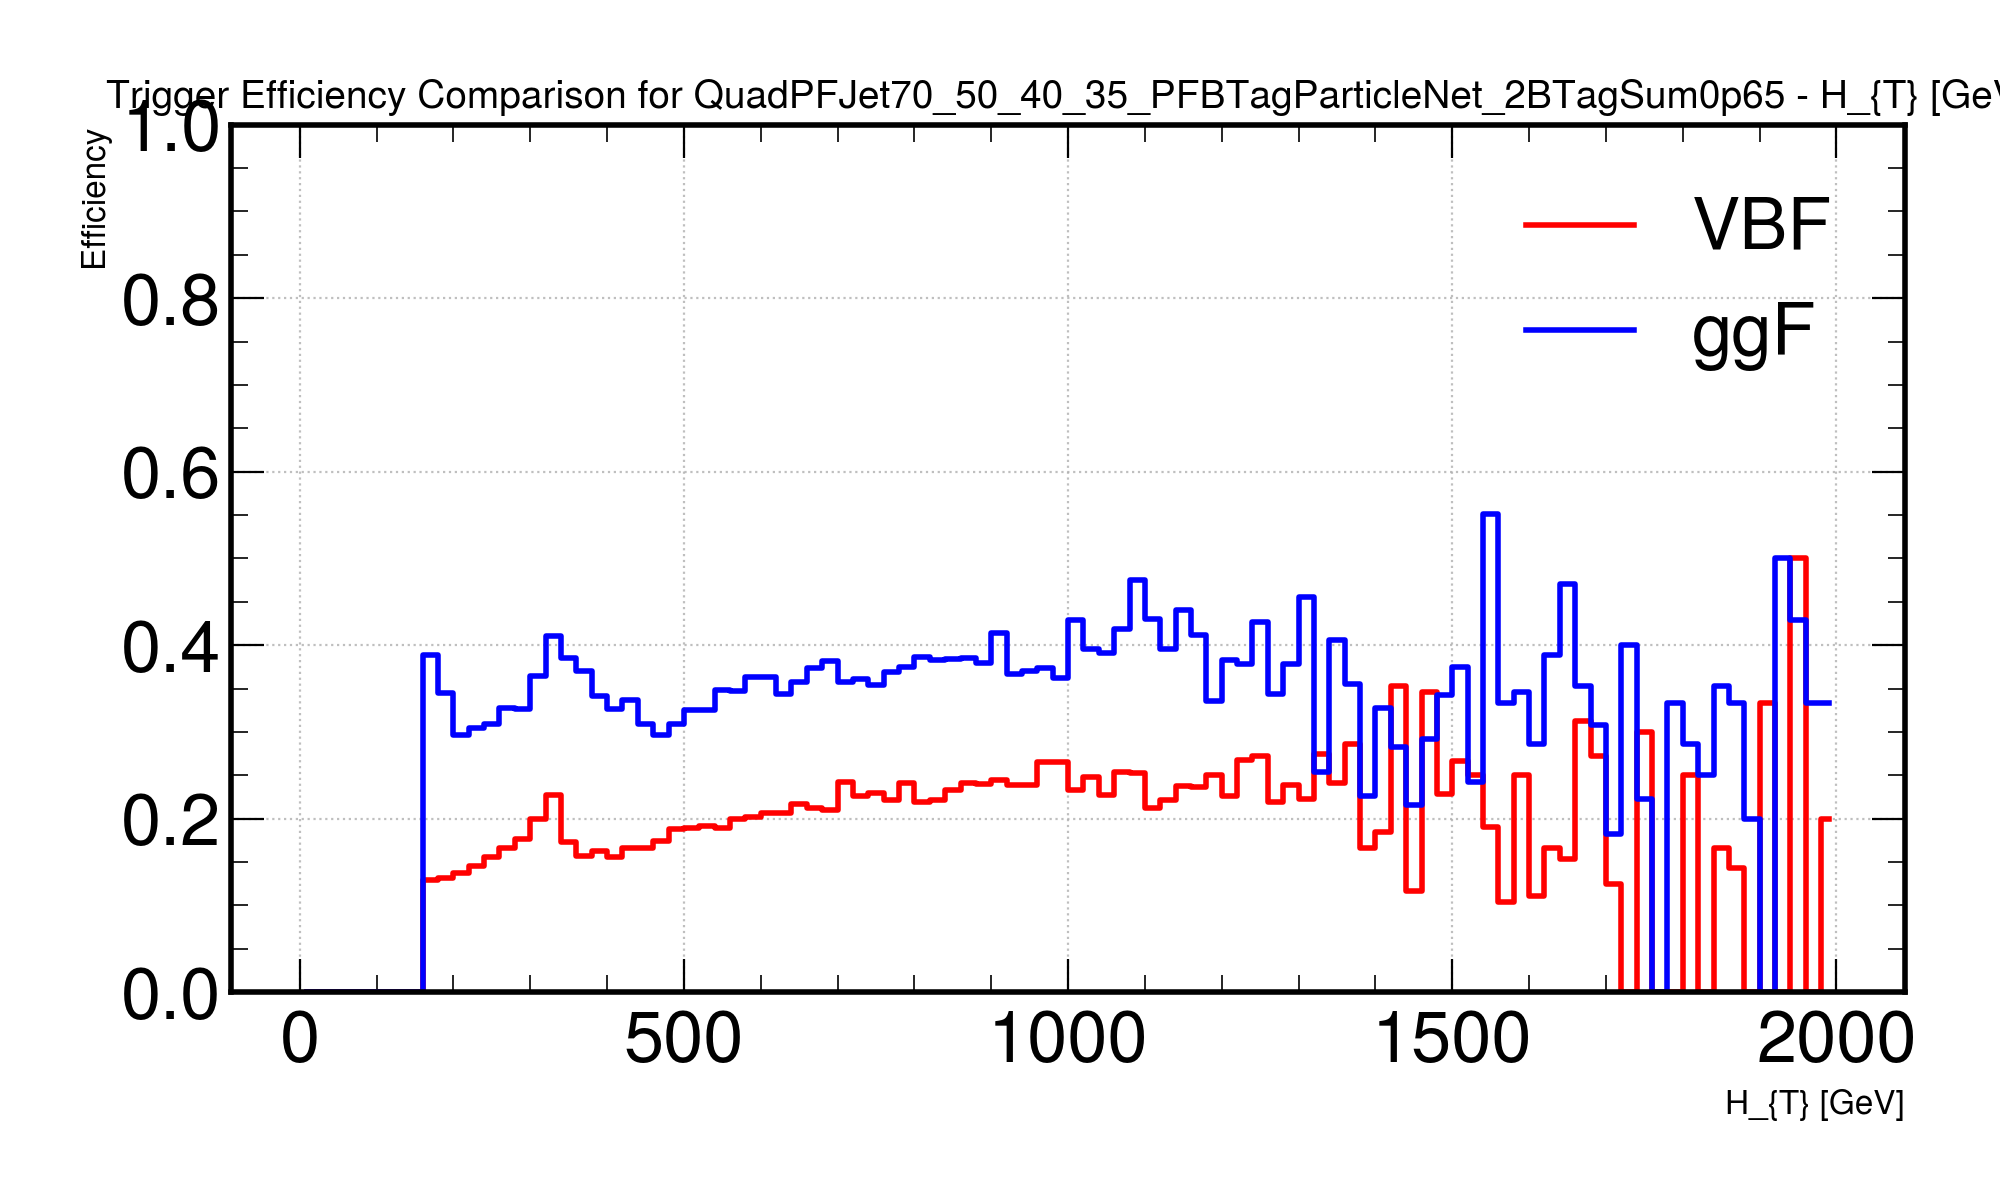 Trigger Efficiency Comparison for QuadPFJet70_50_40_35_PFBTagParticleNet_2BTagSum0p65 - H_{T} [GeV
Efficiency
1.0
0.8
0.6
0.4
0.2
0.0
VBF
ggF
0 500 1000 1500 2000
H_{T} [GeV]